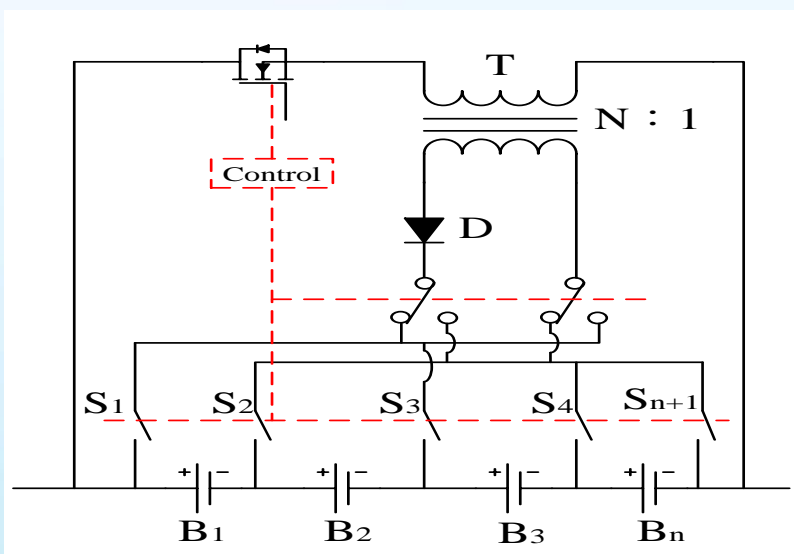 T
N : 1
Control
D
S1 S2 S3 S4 Sn+1
+ − + − + − + −
B1 B2 B3 Bn